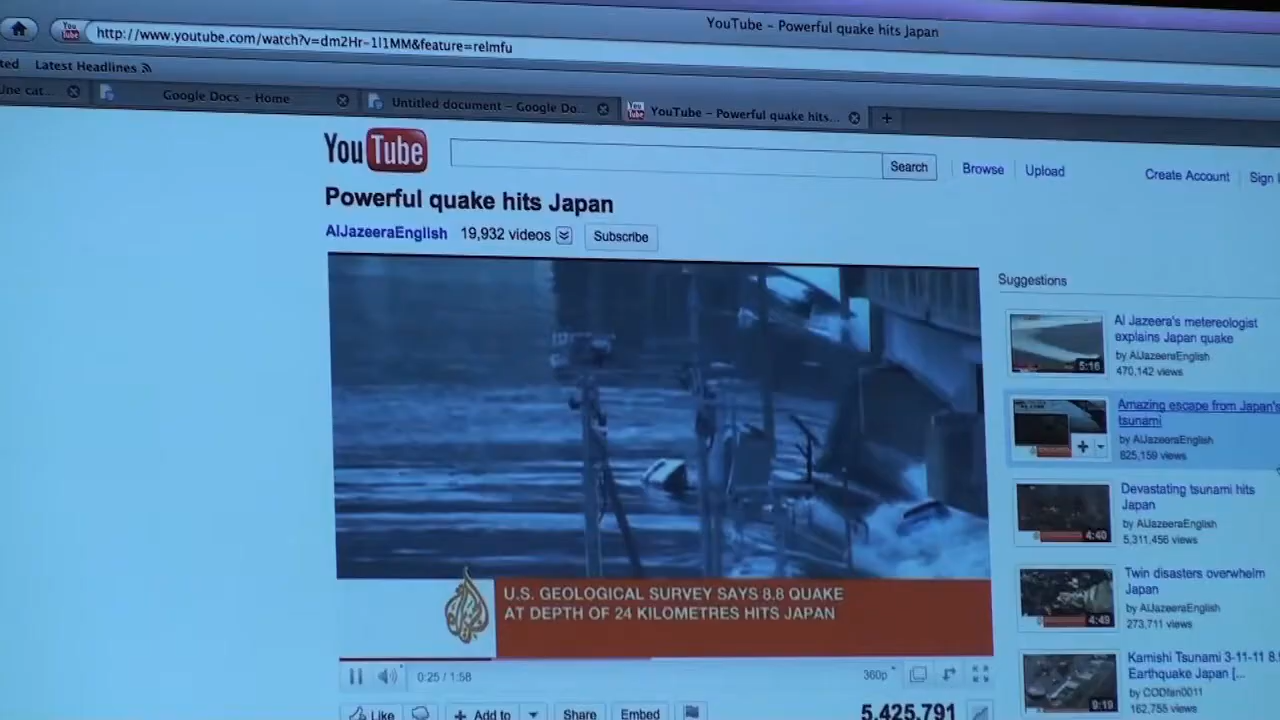 YouTube - Powerful quake hits Japan
http://www.youtube.com/watch?v=dm2Hr-1l1MM&feature=relmfu
Latest Headlines
Google Docs - Home
Untitled document - Google Do...
YouTube - Powerful quake hits...
YouTube
Search
Browse
Upload
Create Account
Sign
Powerful quake hits Japan
AlJazeeraEnglish 19,932 videos
Subscribe
U.S. GEOLOGICAL SURVEY SAYS 8.8 QUAKE
AT DEPTH OF 24 KILOMETRES HITS JAPAN
0:25 / 1:58
360p
Like
Add to
Share
Embed
5,425,791
Suggestions
5:16
Al Jazeera's metereologist
explains Japan quake
by AlJazeeraEnglish
470,142 views
Amazing escape from Japan's
tsunami
by AlJazeeraEnglish
825,159 views
4:40
Devastating tsunami hits
Japan
by AlJazeeraEnglish
5,311,456 views
4:49
Twin disasters overwhelm
Japan
by AlJazeeraEnglish
273,711 views
9:19
Kamishi Tsunami 3-11-11 8.
Earthquake Japan [...
by CODfan0011
162,755 views